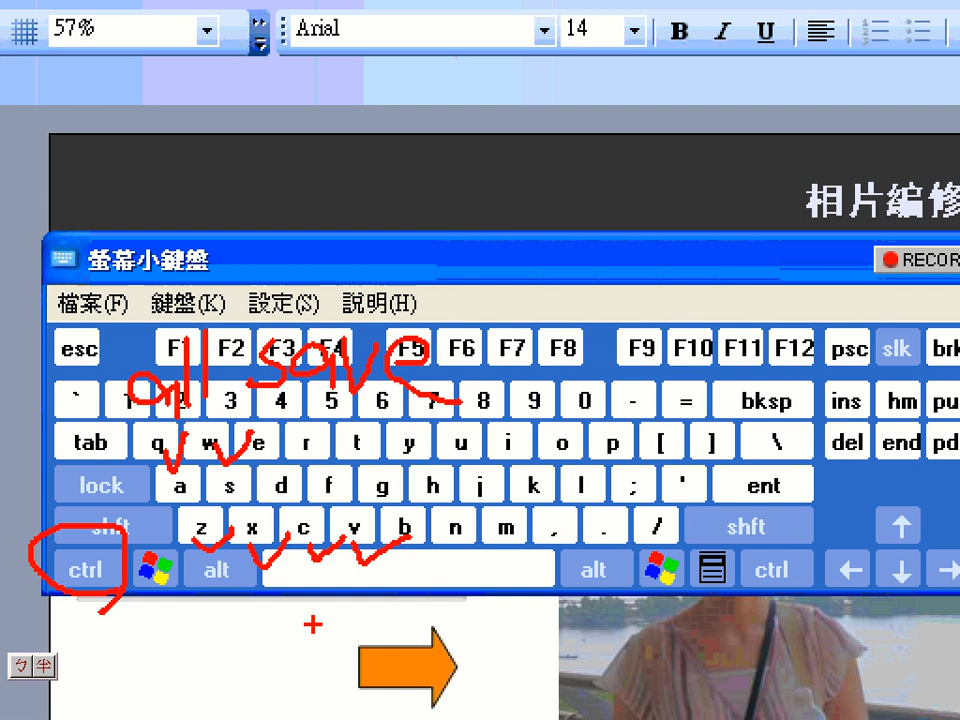 57% Arial 14 B I U
相片編修
螢幕小鍵盤 RECOR
檔案(F) 鍵盤(K) 設定(S) 說明(H)
esc F1 F2 F3 F4 F5 F6 F7 F8 F9 F10 F11 F12 psc slk brk
all save
` 1 2 3 4 5 6 7 8 9 0 - = bksp ins hm pu
tab q w e r t y u i o p [ ] \ del end pd
lock a s d f g h j k l ; ' ent
shft z x c v b n m , . / shft
ctrl alt alt ctrl
ㄅ 半